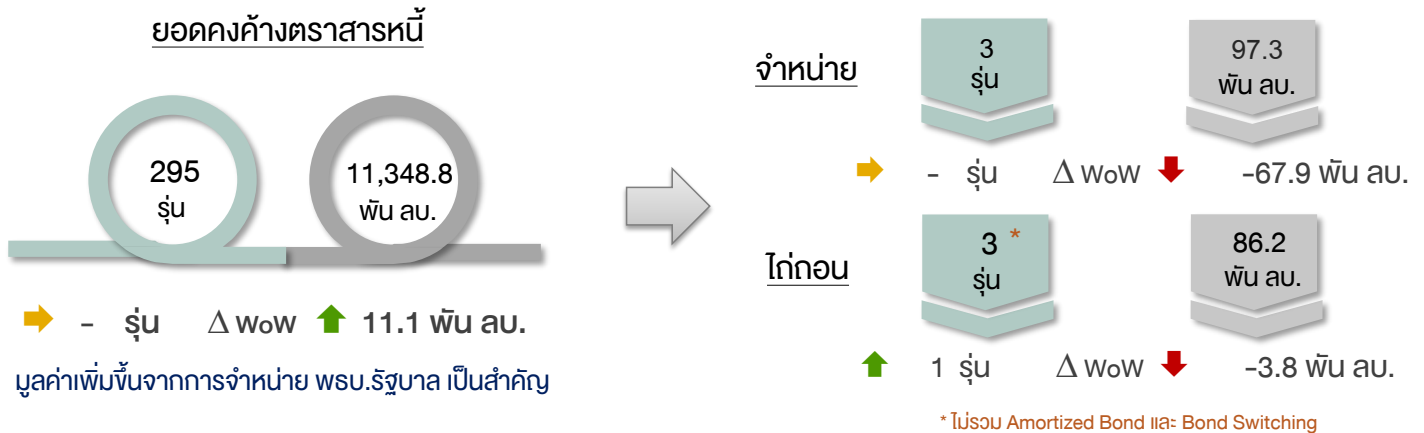 ยอดคงค้างตราสารหนี้
295
รุ่น
11,348.8
พัน ลบ.
- รุ่น Δ WoW 11.1 พัน ลบ.
มูลค่าเพิ่มขึ้นจากการจำหน่าย พธบ.รัฐบาล เป็นสำคัญ
จำหน่าย
3
รุ่น
97.3
พัน ลบ.
- รุ่น Δ WoW -67.9 พัน ลบ.
ไถ่ถอน
3 *
รุ่น
86.2
พัน ลบ.
1 รุ่น Δ WoW -3.8 พัน ลบ.
* ไม่รวม Amortized Bond และ Bond Switching